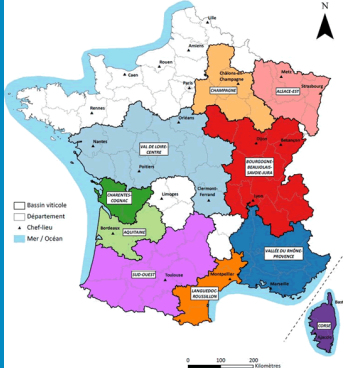 N
Lille
Amiens
Rouen
Caen
Châlons-en-
Champagne
Metz
Strasbourg
Paris
CHAMPAGNE
ALSACE-EST
Rennes
Orléans
Nantes
VAL DE LOIRE-
CENTRE
Dijon
Besançon
Poitiers
BOURGOGNE-
BEAUJOLAIS-
SAVOIE-JURA
CHARENTES-
COGNAC
Limoges
Clermont-
Ferrand
Lyon
Bassin viticole
Département
Chef-lieu
Mer / Océan
Bordeaux
AQUITAINE
VALLÉE DU RHÔNE-
PROVENCE
SUD-OUEST
Toulouse
Montpellier
Marseille
LANGUEDOC-
ROUSSILLON
CORSE
0 100 200
Kilomètres